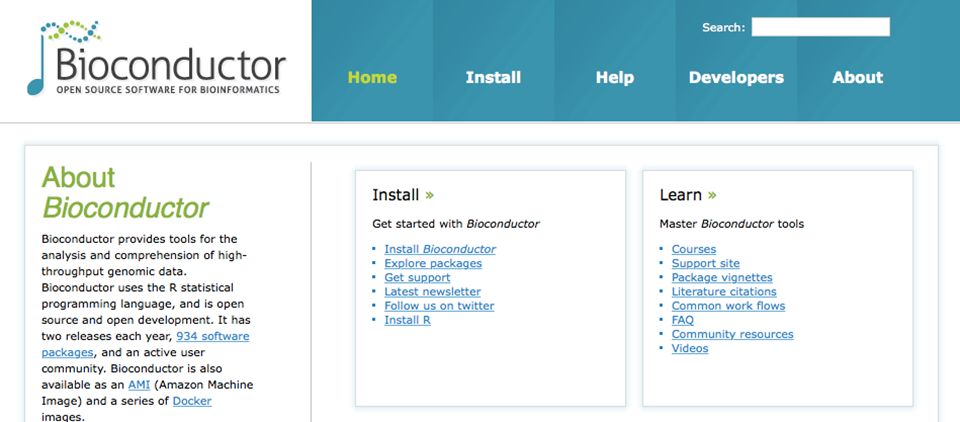 Bioconductor
OPEN SOURCE SOFTWARE FOR BIOINFORMATICS
Search:
Home
Install
Help
Developers
About
About
Bioconductor
Bioconductor provides tools for the
analysis and comprehension of high-
throughput genomic data.
Bioconductor uses the R statistical
programming language, and is open
source and open development. It has
two releases each year, 934 software
packages, and an active user
community. Bioconductor is also
available as an AMI (Amazon Machine
Image) and a series of Docker
images.
Install »
Get started with Bioconductor
Install Bioconductor
Explore packages
Get support
Latest newsletter
Follow us on twitter
Install R
Learn »
Master Bioconductor tools
Courses
Support site
Package vignettes
Literature citations
Common work flows
FAQ
Community resources
Videos